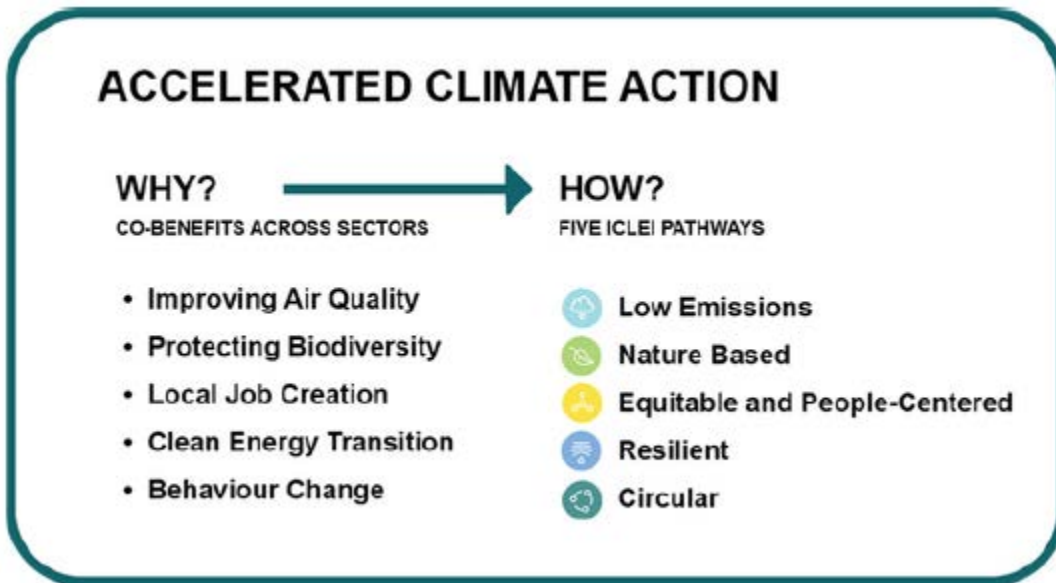 ACCELERATED CLIMATE ACTION
WHY?
CO-BENEFITS ACROSS SECTORS
• Improving Air Quality
• Protecting Biodiversity
• Local Job Creation
• Clean Energy Transition
• Behaviour Change
HOW?
FIVE ICLEI PATHWAYS
Low Emissions
Nature Based
Equitable and People-Centered
Resilient
Circular